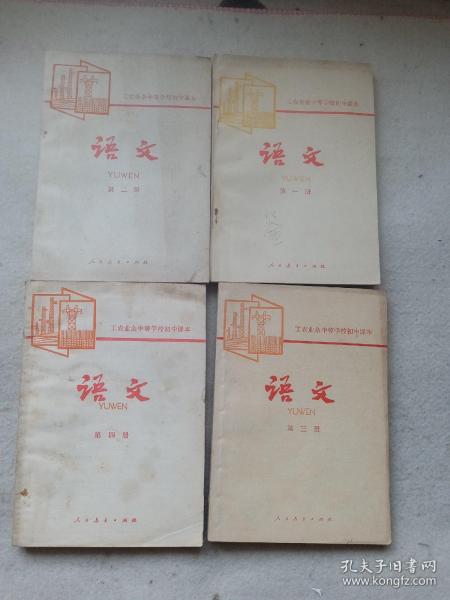 工农业余中等学校初中课本
语文
YUWEN
第二册
人民教育出版社
工农业余中等学校初中课本
语文
YUWEN
第一册
人民教育出版社
工农业余中等学校初中课本
语文
YUWEN
第四册
人民教育出版社
工农业余中等学校初中课本
语文
YUWEN
第三册
人民教育出版社
孔夫子旧书网
www.kongfz.com